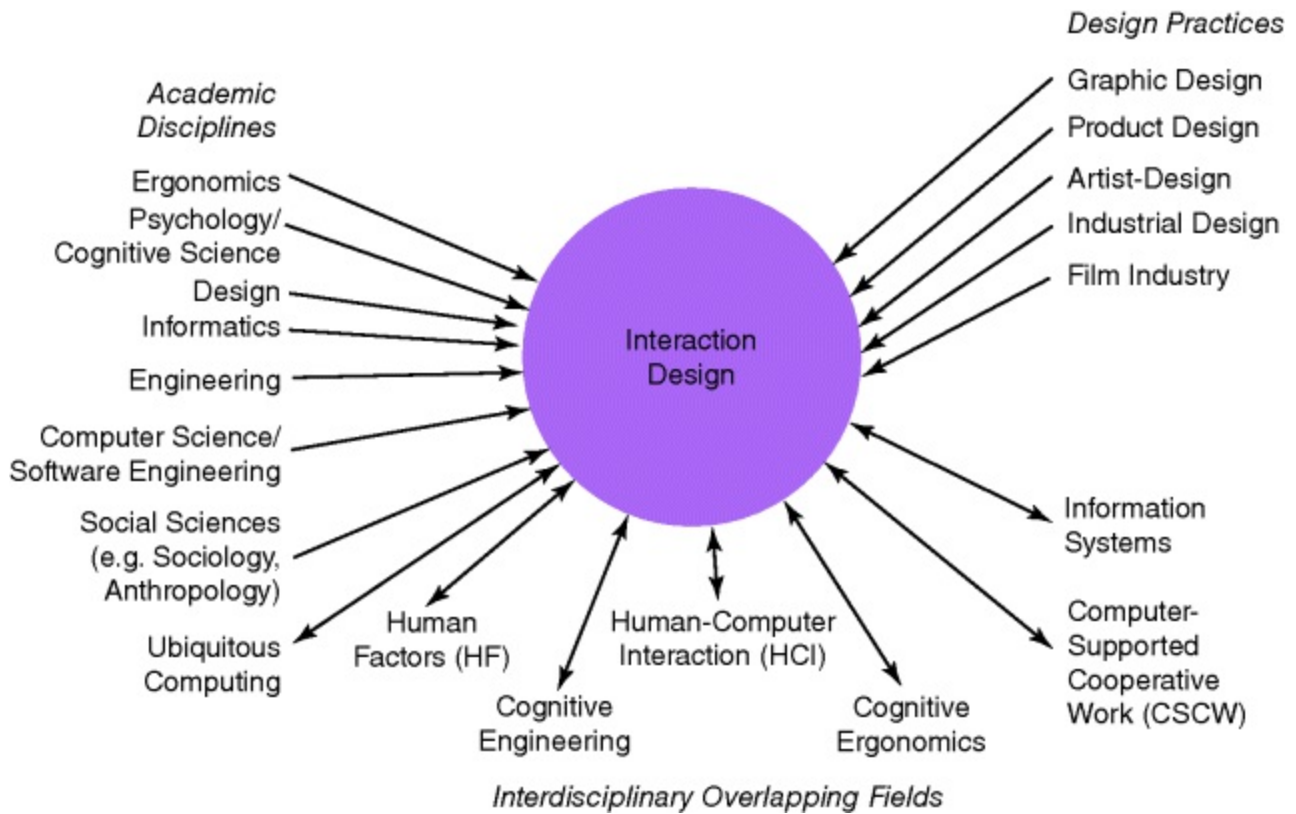 Design Practices
Graphic Design
Product Design
Artist-Design
Industrial Design
Film Industry
Academic
Disciplines
Ergonomics
Psychology/
Cognitive Science
Design
Informatics
Engineering
Computer Science/
Software Engineering
Social Sciences
(e.g. Sociology,
Anthropology)
Interaction
Design
Ubiquitous
Computing
Human
Factors (HF)
Cognitive
Engineering
Human-Computer
Interaction (HCI)
Cognitive
Ergonomics
Information
Systems
Computer-
Supported
Cooperative
Work (CSCW)
Interdisciplinary Overlapping Fields